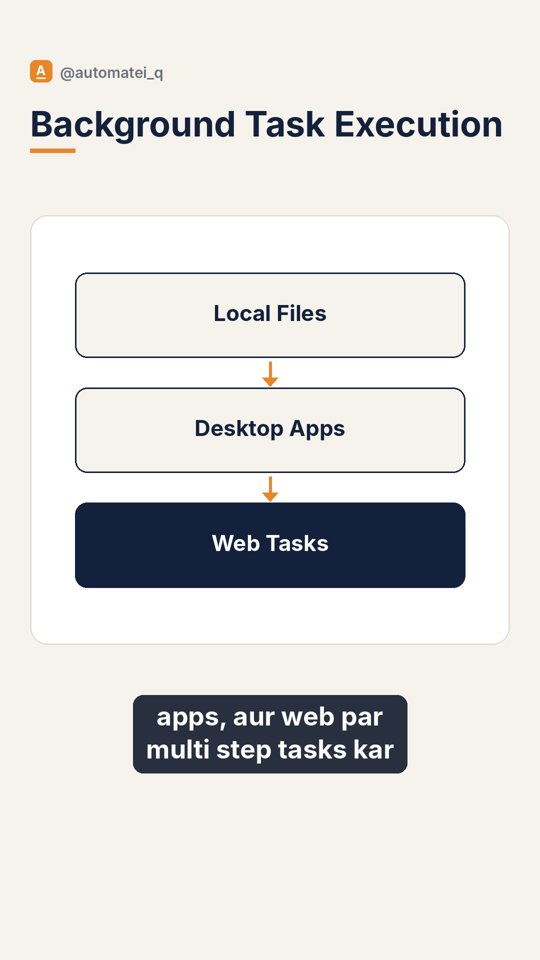 A
@automatei_q
Background Task Execution
Local Files
Desktop Apps
Web Tasks
apps, aur web par
multi step tasks kar